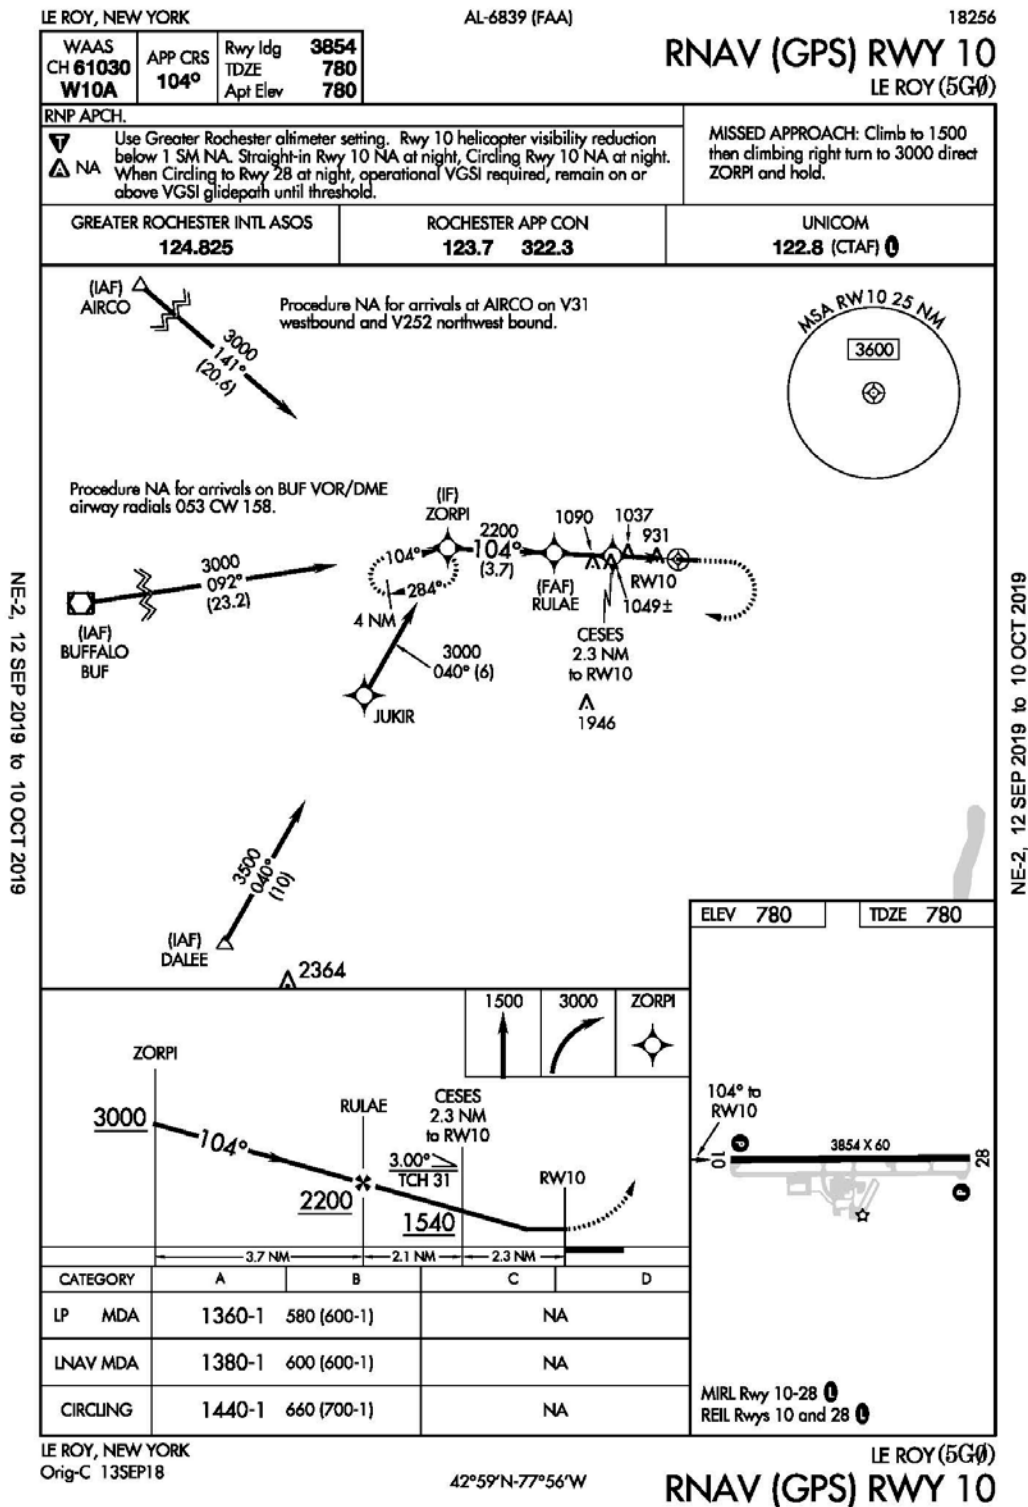 LE ROY, NEW YORK
AL-6839 (FAA)
18256
WAAS
CH 61030
W10A
APP CRS
104°
Rwy ldg 3854
TDZE 780
Apt Elev 780
RNAV (GPS) RWY 10
LE ROY (5G0)
RNP APCH.
T
A NA
Use Greater Rochester altimeter setting. Rwy 10 helicopter visibility reduction
below 1 SM NA. Straight-in Rwy 10 NA at night, Circling Rwy 10 NA at night.
When Circling to Rwy 28 at night, operational VGSI required, remain on or
above VGSI glidepath until threshold.
MISSED APPROACH: Climb to 1500
then climbing right turn to 3000 direct
ZORPI and hold.
GREATER ROCHESTER INTL ASOS
124.825
ROCHESTER APP CON
123.7 322.3
UNICOM
122.8 (CTAF) L
(IAF)
AIRCO
3000
141°
(20.6)
Procedure NA for arrivals at AIRCO on V31
westbound and V252 northwest bound.
MSA RW10 25 NM
3600
Procedure NA for arrivals on BUF VOR/DME
airway radials 053 CW 158.
(IF)
ZORPI
2200
104°
(3.7)
1090
1037
931
104°
284°
4 NM
(FAF)
RULAE
RW10
1049±
CESES
2.3 NM
to RW10
1946
3000
092°
(23.2)
(IAF)
BUFFALO
BUF
3000
040° (6)
JUKIR
3500
040°
(10)
(IAF)
DALEE
2364
NE-2, 12 SEP 2019 to 10 OCT 2019
NE-2, 12 SEP 2019 to 10 OCT 2019
ELEV 780
TDZE 780
104° to
RW10
10
P
3854 X 60
28
P
MIRL Rwy 10-28 L
REIL Rwys 10 and 28 L
1500
3000
ZORPI
ZORPI
3000
104°
RULAE
2200
CESES
2.3 NM
to RW10
3.00°
TCH 31
1540
RW10
3.7 NM
2.1 NM
2.3 NM
CATEGORY A B C D
LP MDA 1360-1 580 (600-1) NA
LNAV MDA 1380-1 600 (600-1) NA
CIRCLING 1440-1 660 (700-1) NA
LE ROY, NEW YORK
Orig-C 13SEP18
42°59'N-77°56'W
LE ROY (5G0)
RNAV (GPS) RWY 10